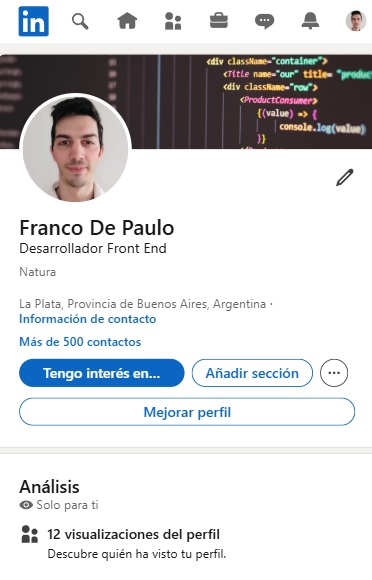 in
<div className="container">
<Title name="our" title= "product
<div className="row">
<ProductConsumer>
{(value) => {
console.log(value)
}}
Franco De Paulo
Desarrollador Front End
Natura
La Plata, Provincia de Buenos Aires, Argentina ·
Información de contacto
Más de 500 contactos
Tengo interés en...
Añadir sección
Mejorar perfil
Análisis
Solo para ti
12 visualizaciones del perfil
Descubre quién ha visto tu perfil.